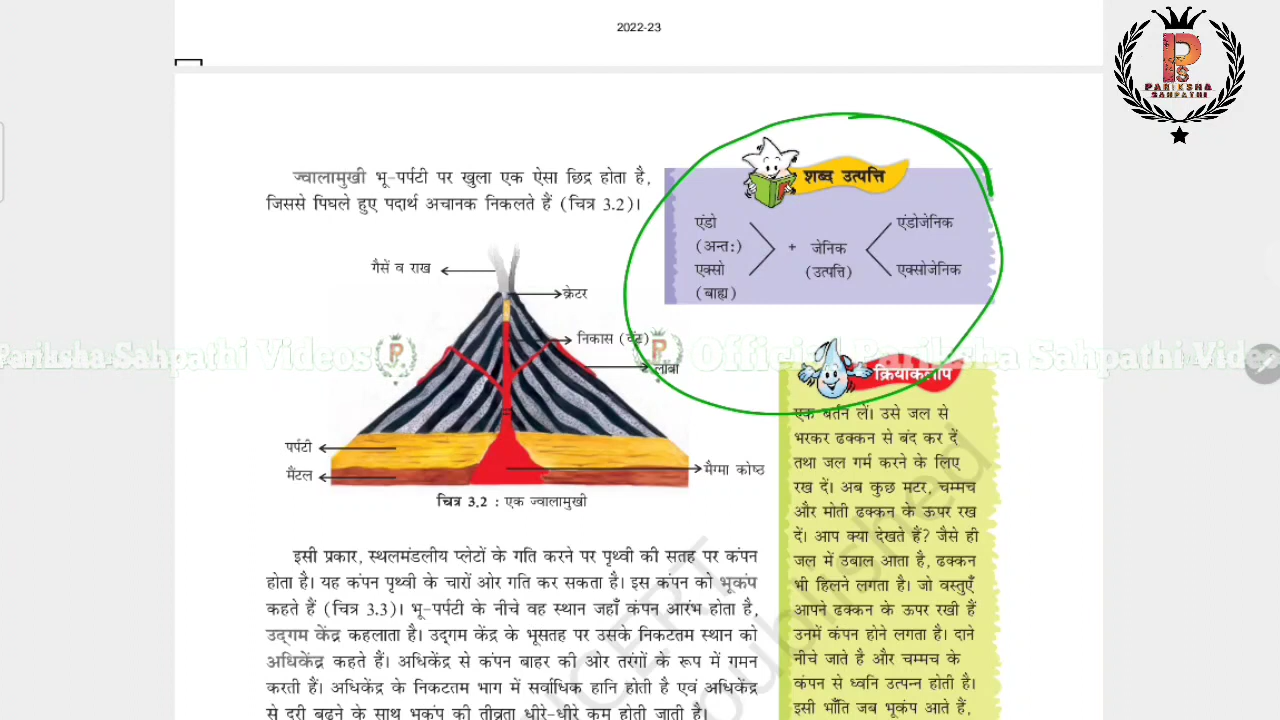 2022-23
PARIKSHA
SAHPATHI
ज्वालामुखी भू-पर्पटी पर खुला एक ऐसा छिद्र होता है,
जिससे पिघले हुए पदार्थ अचानक निकलते हैं (चित्र 3.2)।
शब्द उत्पत्ति
एंडो
(अन्त:)
एक्सो
(बाह्य)
+ जेनिक
(उत्पत्ति)
एंडोजेनिक
एक्सोजेनिक
गैसें व राख
क्रेटर
निकास (वेंट)
लावा
पर्पटी
मैंटल
मैग्मा कोष्ठ
चित्र 3.2 : एक ज्वालामुखी
Pariksha Sahpathi Videos
Official Pariksha Sahpathi Vide
इसी प्रकार, स्थलमंडलीय प्लेटों के गति करने पर पृथ्वी की सतह पर कंपन
होता है। यह कंपन पृथ्वी के चारों ओर गति कर सकता है। इस कंपन को भूकंप
कहते हैं (चित्र 3.3)। भू-पर्पटी के नीचे वह स्थान जहाँ कंपन आरंभ होता है,
उद्गम केंद्र कहलाता है। उद्गम केंद्र के भूसतह पर उसके निकटतम स्थान को
अधिकेंद्र कहते हैं। अधिकेंद्र से कंपन बाहर की ओर तरंगों के रूप में गमन
करती हैं। अधिकेंद्र के निकटतम भाग में सर्वाधिक हानि होती है एवं अधिकेंद्र
से दूरी बढ़ने के साथ भूकंप की तीव्रता धीरे-धीरे कम होती जाती है।
क्रियाकलाप
एक बर्तन लें। उसे जल से
भरकर ढक्कन से बंद कर दें
तथा जल गर्म करने के लिए
रख दें। अब कुछ मटर, चम्मच
और मोती ढक्कन के ऊपर रख
दें। आप क्या देखते हैं? जैसे ही
जल में उबाल आता है, ढक्कन
भी हिलने लगता है। जो वस्तुएँ
आपने ढक्कन के ऊपर रखी हैं
उनमें कंपन होने लगता है। दाने
नीचे जाते है और चम्मच के
कंपन से ध्वनि उत्पन्न होती है।
इसी भाँति जब भूकंप आते हैं,